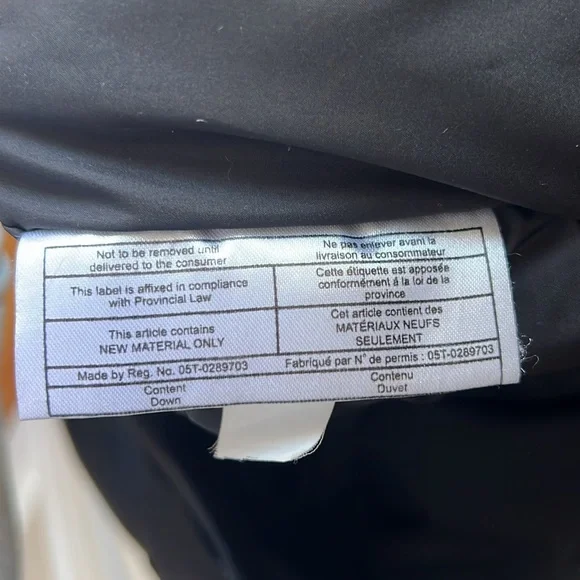 Not to be removed until
delivered to the consumer
Ne pas enlever avant la
livraison au consommateur
This label is affixed in compliance
with Provincial Law
Cette étiquette est apposée
conformément á la loi de la
province
This article contains
NEW MATERIAL ONLY
Cet article contient des
MATÉRIAUX NEUFS
SEULEMENT
Made by Reg. No. 05T-0289703
Fabriqué par N° de permis : 05T-0289703
Content
Down
Contenu
Duvet